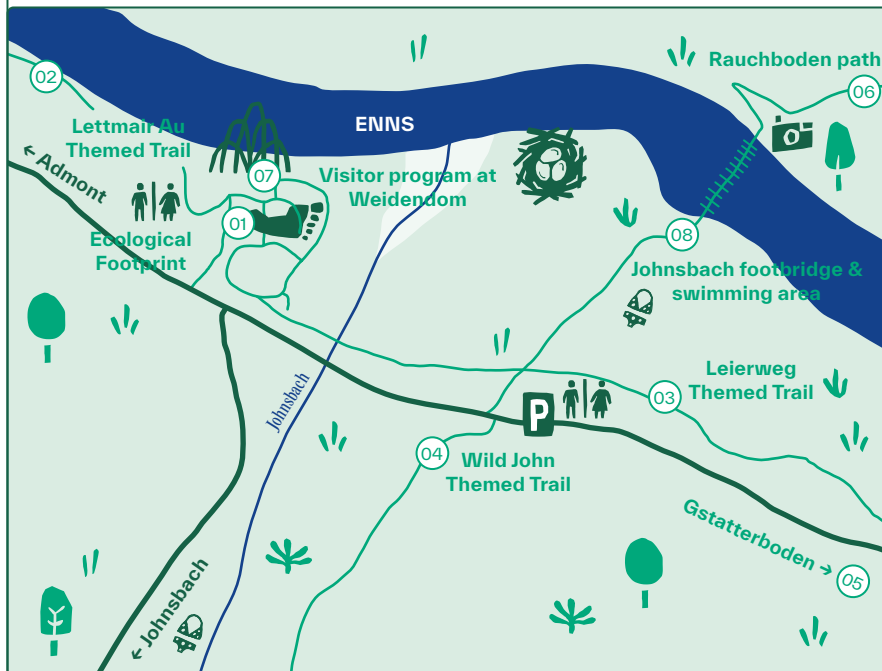 Rauchboden path
06
02
ENNS
Lettmair Au
Themed Trail
← Admont
07
Visitor program at
Weidendom
01
Ecological
Footprint
08
Johnsbach footbridge &
swimming area
Johnsbach
Leierweg
Themed Trail
03
P
04
Wild John
Themed Trail
Gstatterboden →
05
← Johnsbach